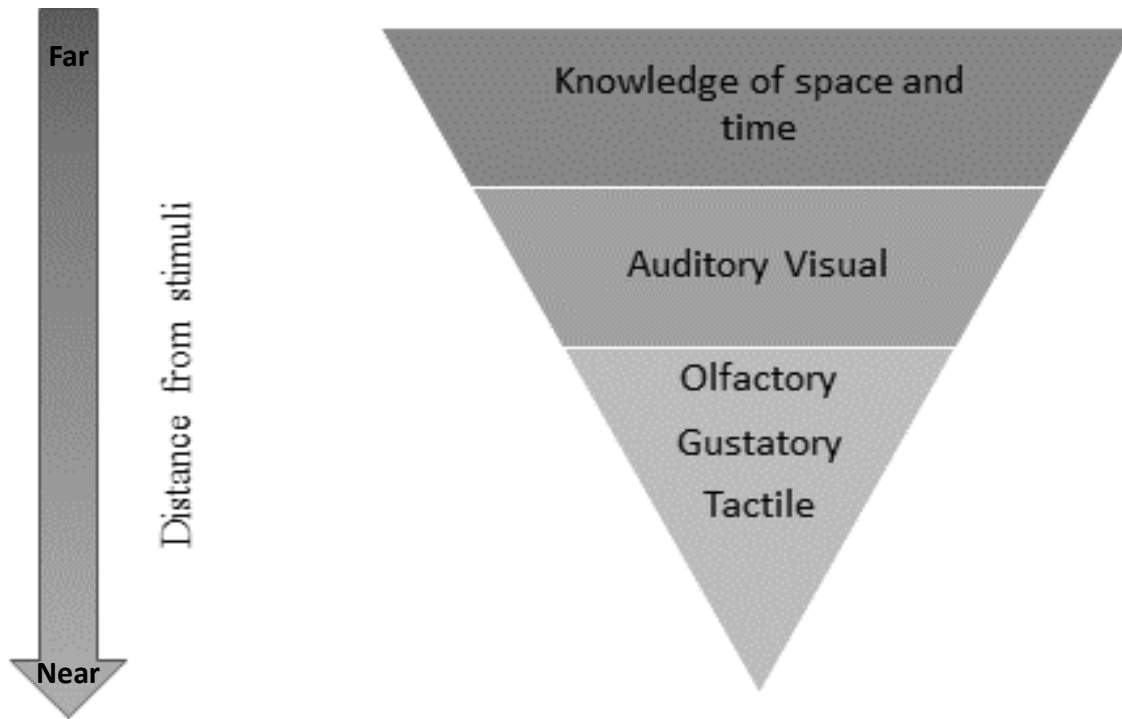 Far
Near
Distance from stimuli
Knowledge of space and
time
Auditory Visual
Olfactory
Gustatory
Tactile